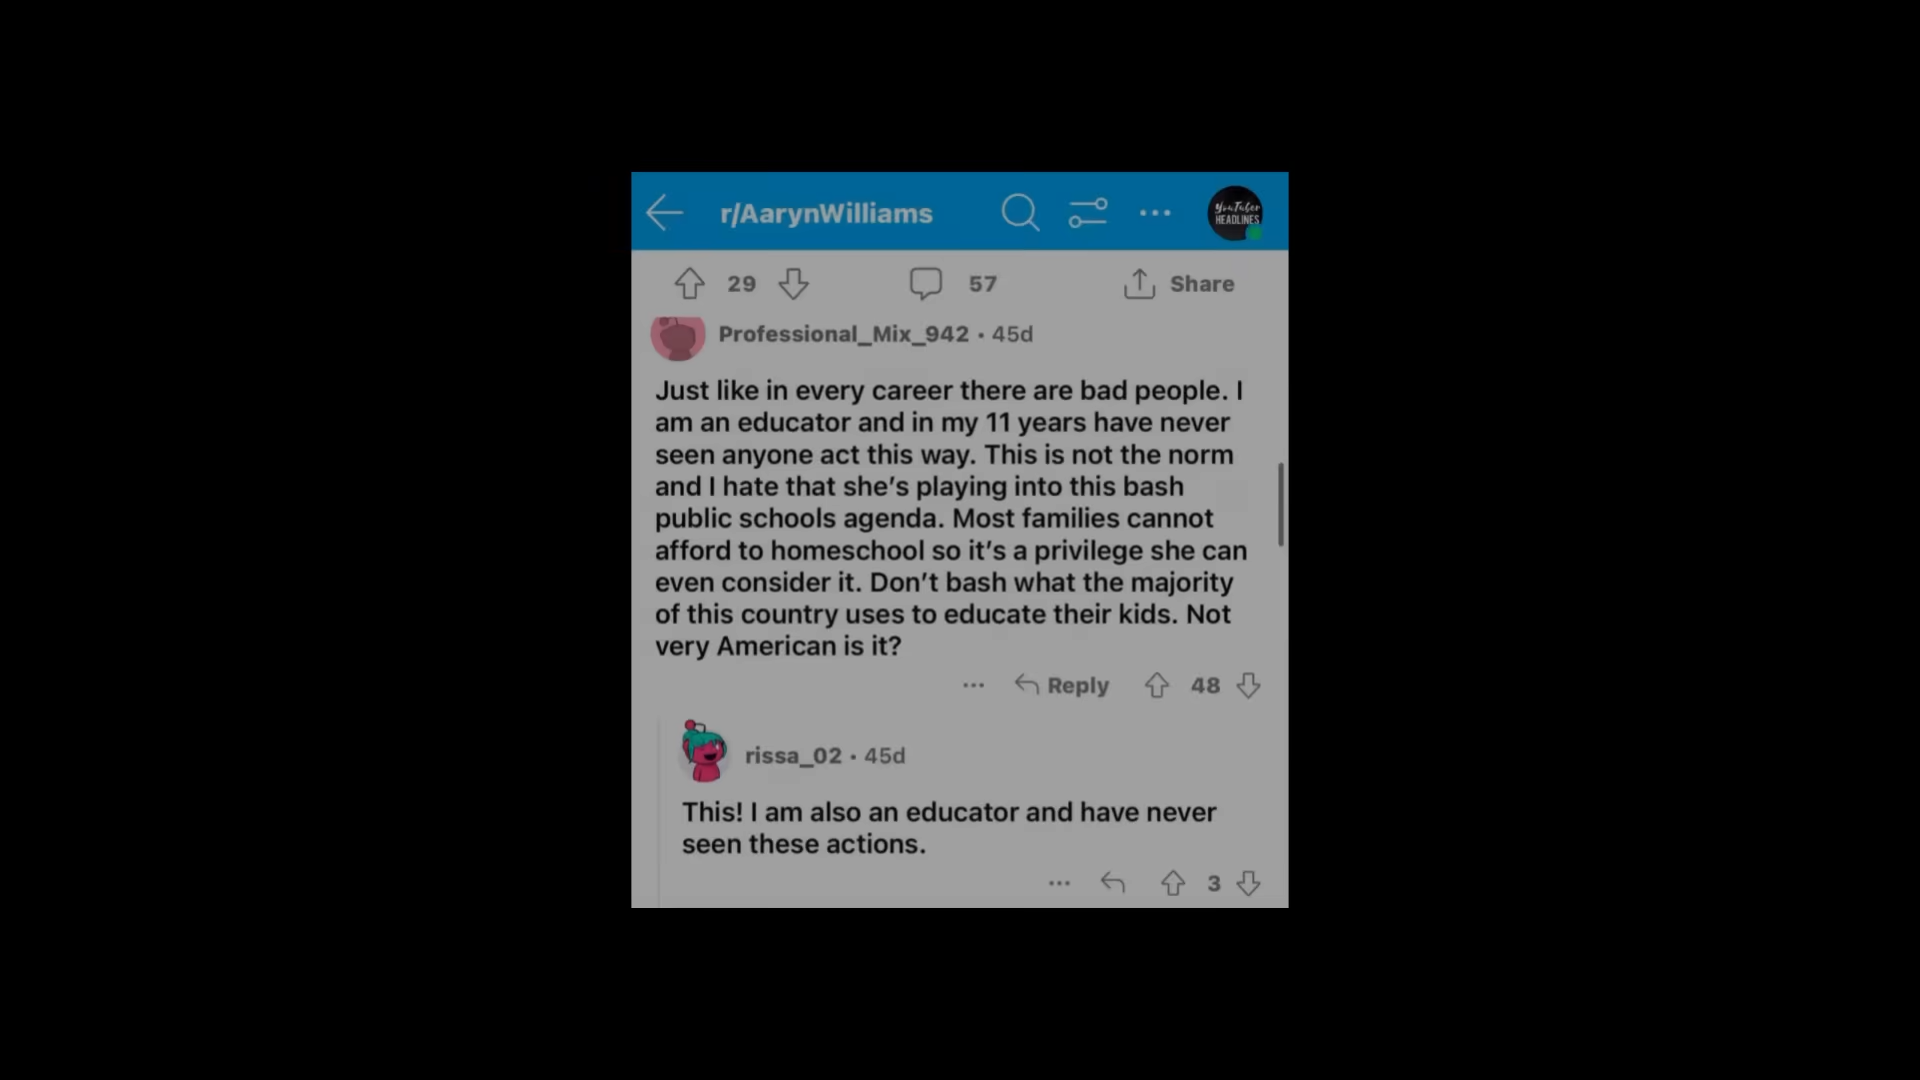 r/AarynWilliams
YouTuber
HEADLINES
29
57
Share
Professional_Mix_942 • 45d
Just like in every career there are bad people. I
am an educator and in my 11 years have never
seen anyone act this way. This is not the norm
and I hate that she’s playing into this bash
public schools agenda. Most families cannot
afford to homeschool so it’s a privilege she can
even consider it. Don’t bash what the majority
of this country uses to educate their kids. Not
very American is it?
Reply 48
rissa_02 • 45d
This! I am also an educator and have never
seen these actions.
3